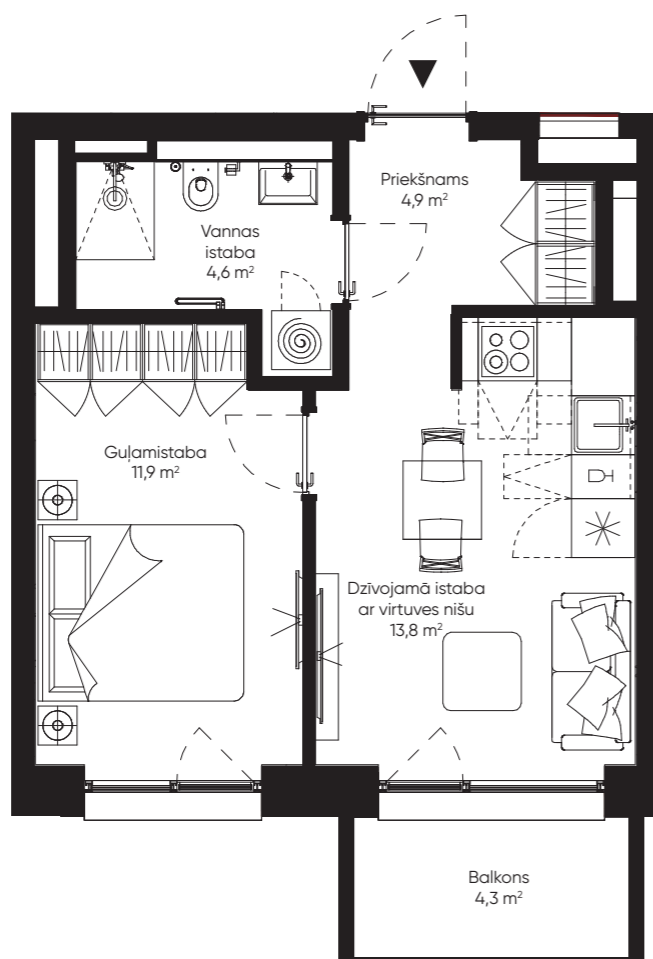 Priekšnams
4,9 m²
Vannas
istaba
4,6 m²
Guļamistaba
11,9 m²
Dzīvojamā istaba
ar virtuves nišu
13,8 m²
Balkons
4,3 m²